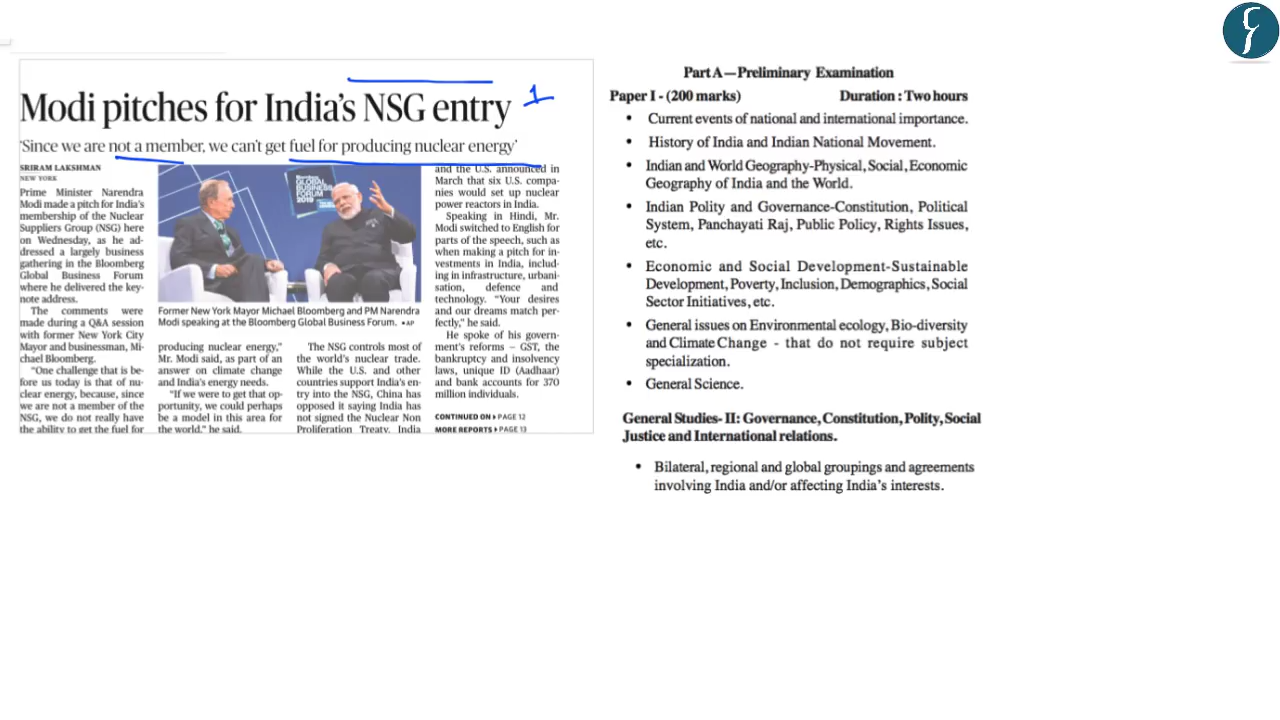 Modi pitches for India's NSG entry
1
'Since we are not a member, we can't get fuel for producing nuclear energy'
SRIRAM LAKSHMAN
NEW YORK
Prime Minister Narendra
Modi made a pitch for India's
membership of the Nuclear
Suppliers Group (NSG) here
on Wednesday, as he ad-
dressed a largely business
gathering in the Bloomberg
Global Business Forum
where he delivered the key-
note address.
The comments were
made during a Q&A session
with former New York City
Mayor and businessman, Mi-
chael Bloomberg.
"One challenge that is be-
fore us today is that of nu-
clear energy, because, since
we are not a member of the
NSG, we do not really have
the ability to get the fuel for
Bloomberg
GLOBAL
BUSINESS
FORUM
2019
Former New York Mayor Michael Bloomberg and PM Narendra
Modi speaking at the Bloomberg Global Business Forum. • AP
producing nuclear energy,"
Mr. Modi said, as part of an
answer on climate change
and India's energy needs.
"If we were to get that op-
portunity, we could perhaps
be a model in this area for
the world," he said.
The NSG controls most of
the world's nuclear trade.
While the U.S. and other
countries support India's en-
try into the NSG, China has
opposed it saying India has
not signed the Nuclear Non
Proliferation Treaty. India
and the U.S. announced in
March that six U.S. compa-
nies would set up nuclear
power reactors in India.
Speaking in Hindi, Mr.
Modi switched to English for
parts of the speech, such as
when making a pitch for in-
vestments in India, includ-
ing in infrastructure, urbani-
sation, defence and
technology. "Your desires
and our dreams match per-
fectly," he said.
He spoke of his govern-
ment's reforms – GST, the
bankruptcy and insolvency
laws, unique ID (Aadhaar)
and bank accounts for 370
million individuals.
CONTINUED ON ▸ PAGE 12
MORE REPORTS ▸ PAGE 13
Part A—Preliminary Examination
Paper I - (200 marks) Duration : Two hours
• Current events of national and international importance.
• History of India and Indian National Movement.
• Indian and World Geography-Physical, Social, Economic
Geography of India and the World.
• Indian Polity and Governance-Constitution, Political
System, Panchayati Raj, Public Policy, Rights Issues,
etc.
• Economic and Social Development-Sustainable
Development, Poverty, Inclusion, Demographics, Social
Sector Initiatives, etc.
• General issues on Environmental ecology, Bio-diversity
and Climate Change - that do not require subject
specialization.
• General Science.
General Studies- II: Governance, Constitution, Polity, Social
Justice and International relations.
• Bilateral, regional and global groupings and agreements
involving India and/or affecting India's interests.